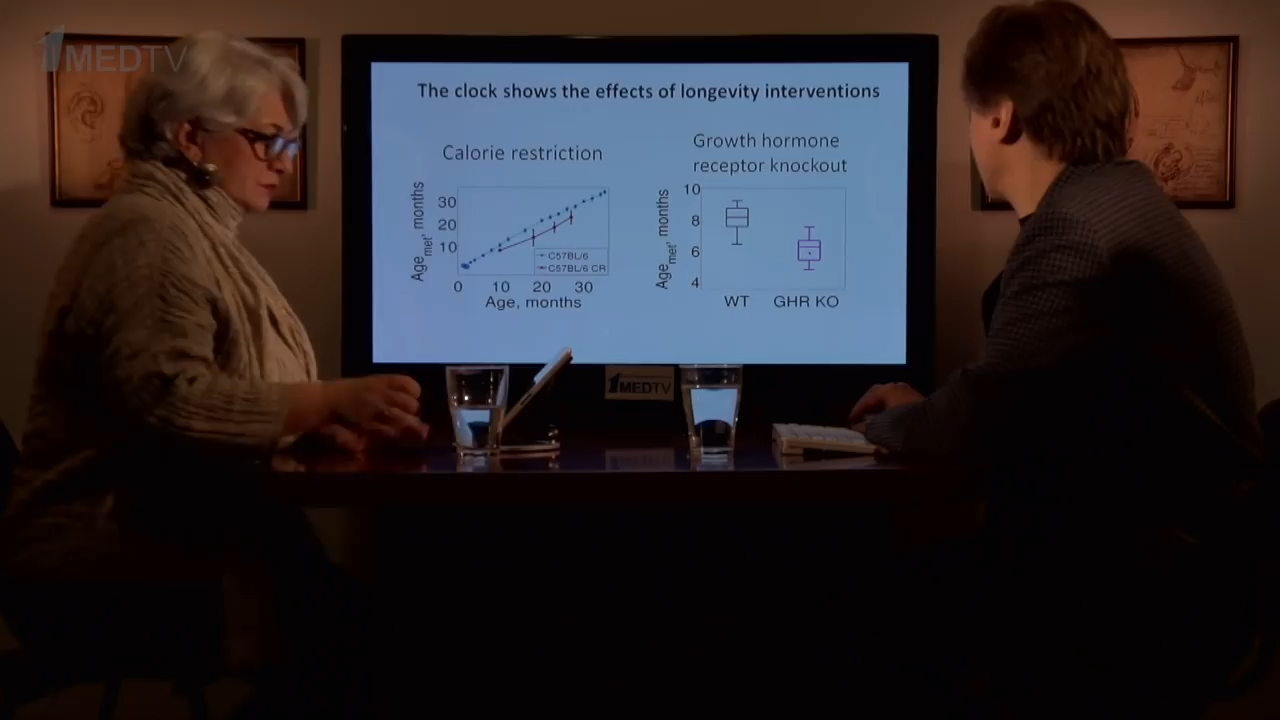 1MEDTV
The clock shows the effects of longevity interventions
Calorie restriction
Growth hormone
receptor knockout
Age_met, months
30
20
10
C57BL/6
C57BL/6 CR
0 10 20 30
Age, months
Age_met, months
10
8
6
4
WT GHR KO
1MEDTV